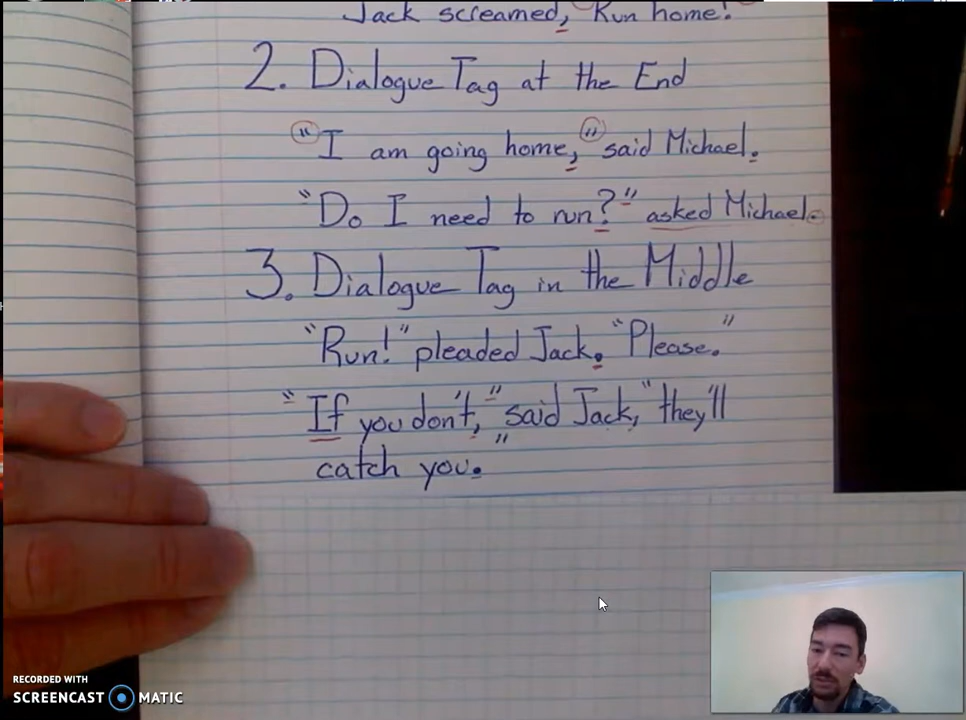 Jack screamed, "Run home!"
2. Dialogue Tag at the End
"I am going home," said Michael.
"Do I need to run?" asked Michael.
3. Dialogue Tag in the Middle
"Run!" pleaded Jack. "Please."
"If you don't," said Jack, "they'll
catch you."
RECORDED WITH
SCREENCAST MATIC